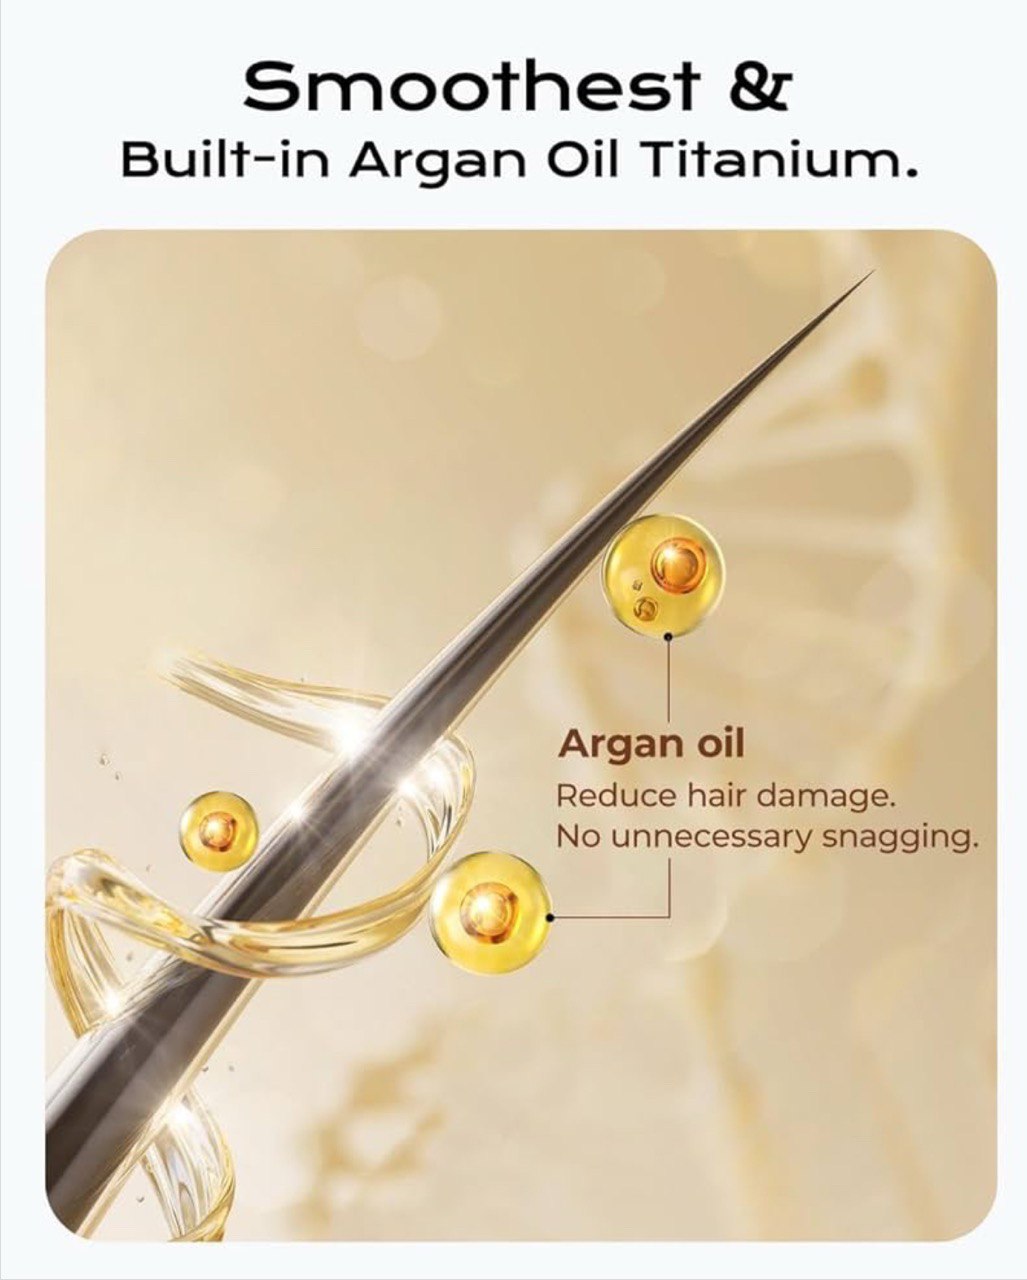 Smoothest &
Built-in Argan Oil Titanium.
Argan oil
Reduce hair damage.
No unnecessary snagging.